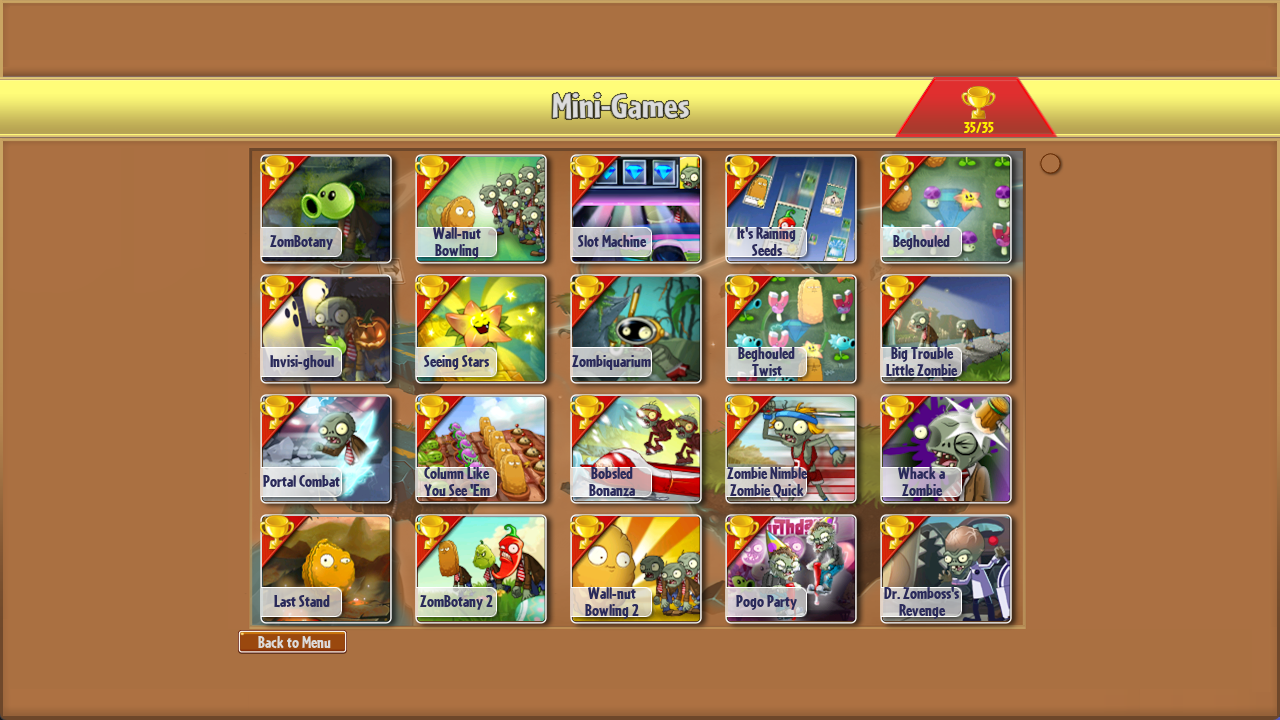 Mini-Games
35/35
ZomBotany
Wall-nut
Bowling
Slot Machine
It's Raining
Seeds
Beghouled
Invisi-ghoul
Seeing Stars
Zombiquarium
Beghouled
Twist
Big Trouble
Little Zombie
Portal Combat
Column Like
You See 'Em
Bobsled
Bonanza
Zombie Nimble
Zombie Quick
Whack a
Zombie
Last Stand
ZomBotany 2
Wall-nut
Bowling 2
Pogo Party
Dr. Zomboss's
Revenge
Back to Menu